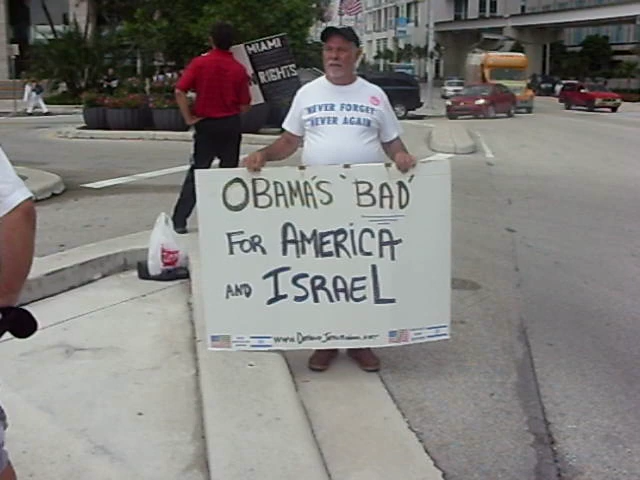 MIAMI
RIGHTS
NEVER FORGET
NEVER AGAIN
OBAMA'S 'BAD'
FOR AMERICA
AND ISRAEL